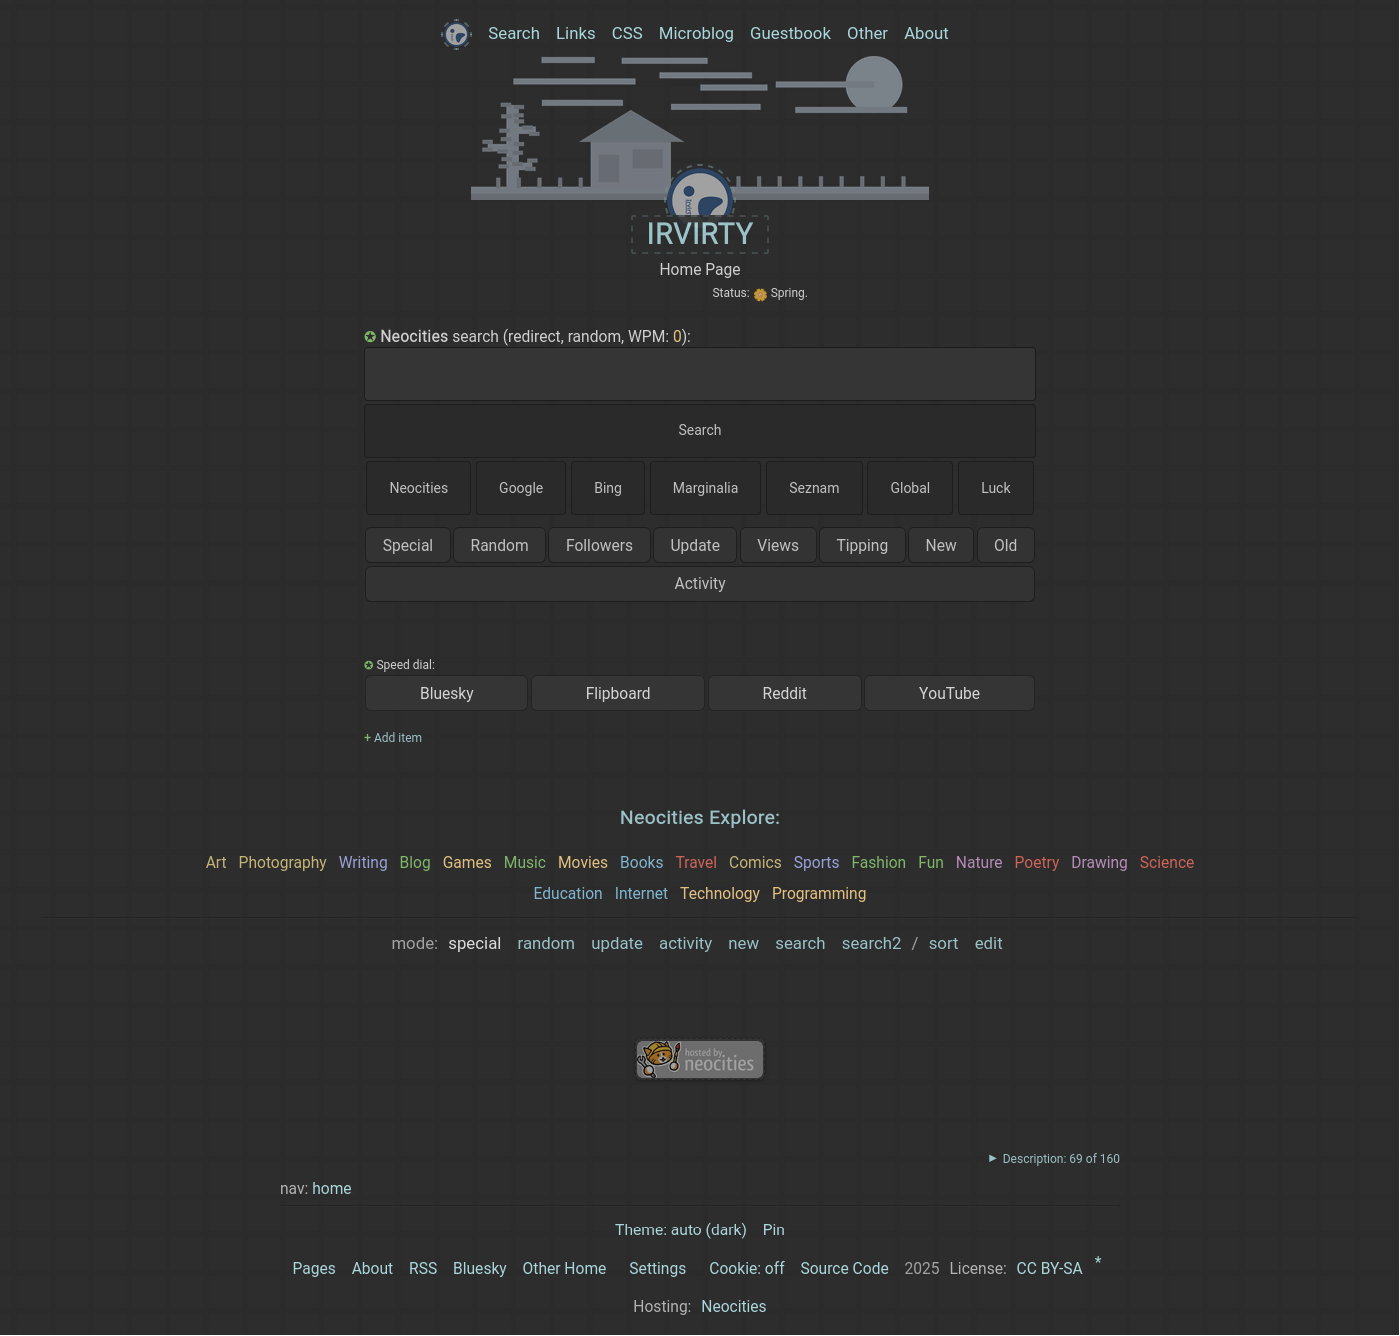 Search Links CSS Microblog Guestbook Other About
IRVIRTY
Home Page
Status: 🌼 Spring.
✪ Neocities search (redirect, random, WPM: 0):
Search
Neocities Google Bing Marginalia Seznam Global Luck
Special Random Followers Update Views Tipping New Old
Activity
✪ Speed dial:
Bluesky Flipboard Reddit YouTube
+ Add item
Neocities Explore:
Art Photography Writing Blog Games Music Movies Books Travel Comics Sports Fashion Fun Nature Poetry Drawing Science
Education Internet Technology Programming
mode: special random update activity new search search2 / sort edit
hosted by
neocities
► Description: 69 of 160
nav: home
Theme: auto (dark) Pin
Pages About RSS Bluesky Other Home Settings Cookie: off Source Code 2025 License: CC BY-SA *
Hosting: Neocities